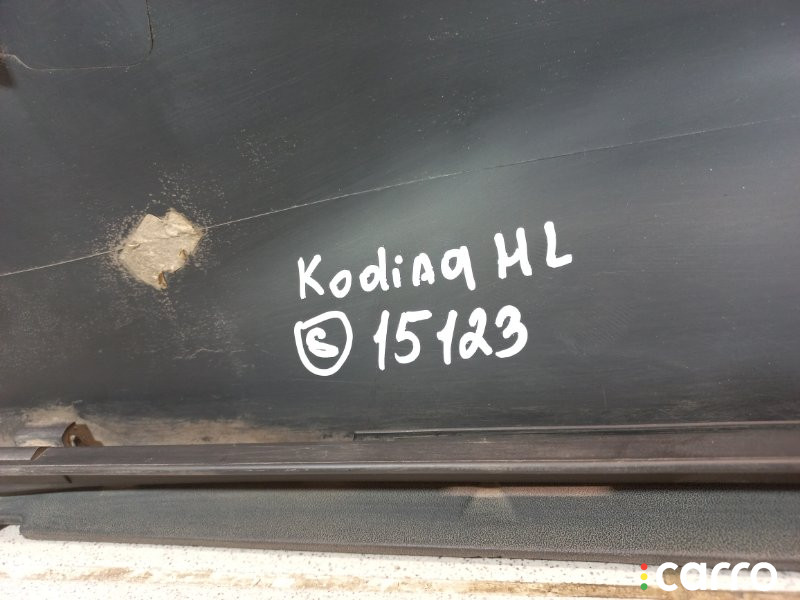 Kodiaq HL
Ⓢ 15123
carro